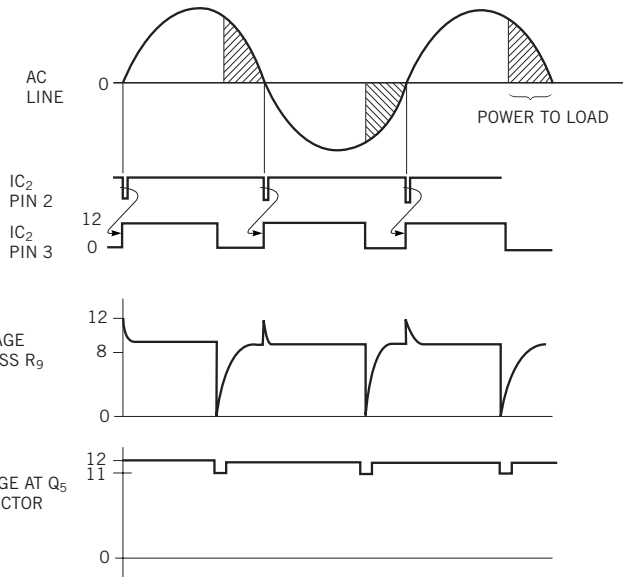 AC
LINE
0
POWER TO LOAD
IC2
PIN 2
IC2
PIN 3
12
0
AGE
SS R9
12
8
0
GE AT Q5
CTOR
12
11
0